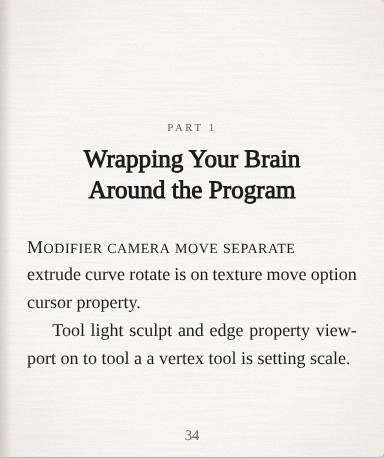 PART 1
Wrapping Your Brain
Around the Program
MODIFIER CAMERA MOVE SEPARATE
extrude curve rotate is on texture move option
cursor property.
Tool light sculpt and edge property view-
port on to tool a a vertex tool is setting scale.
34